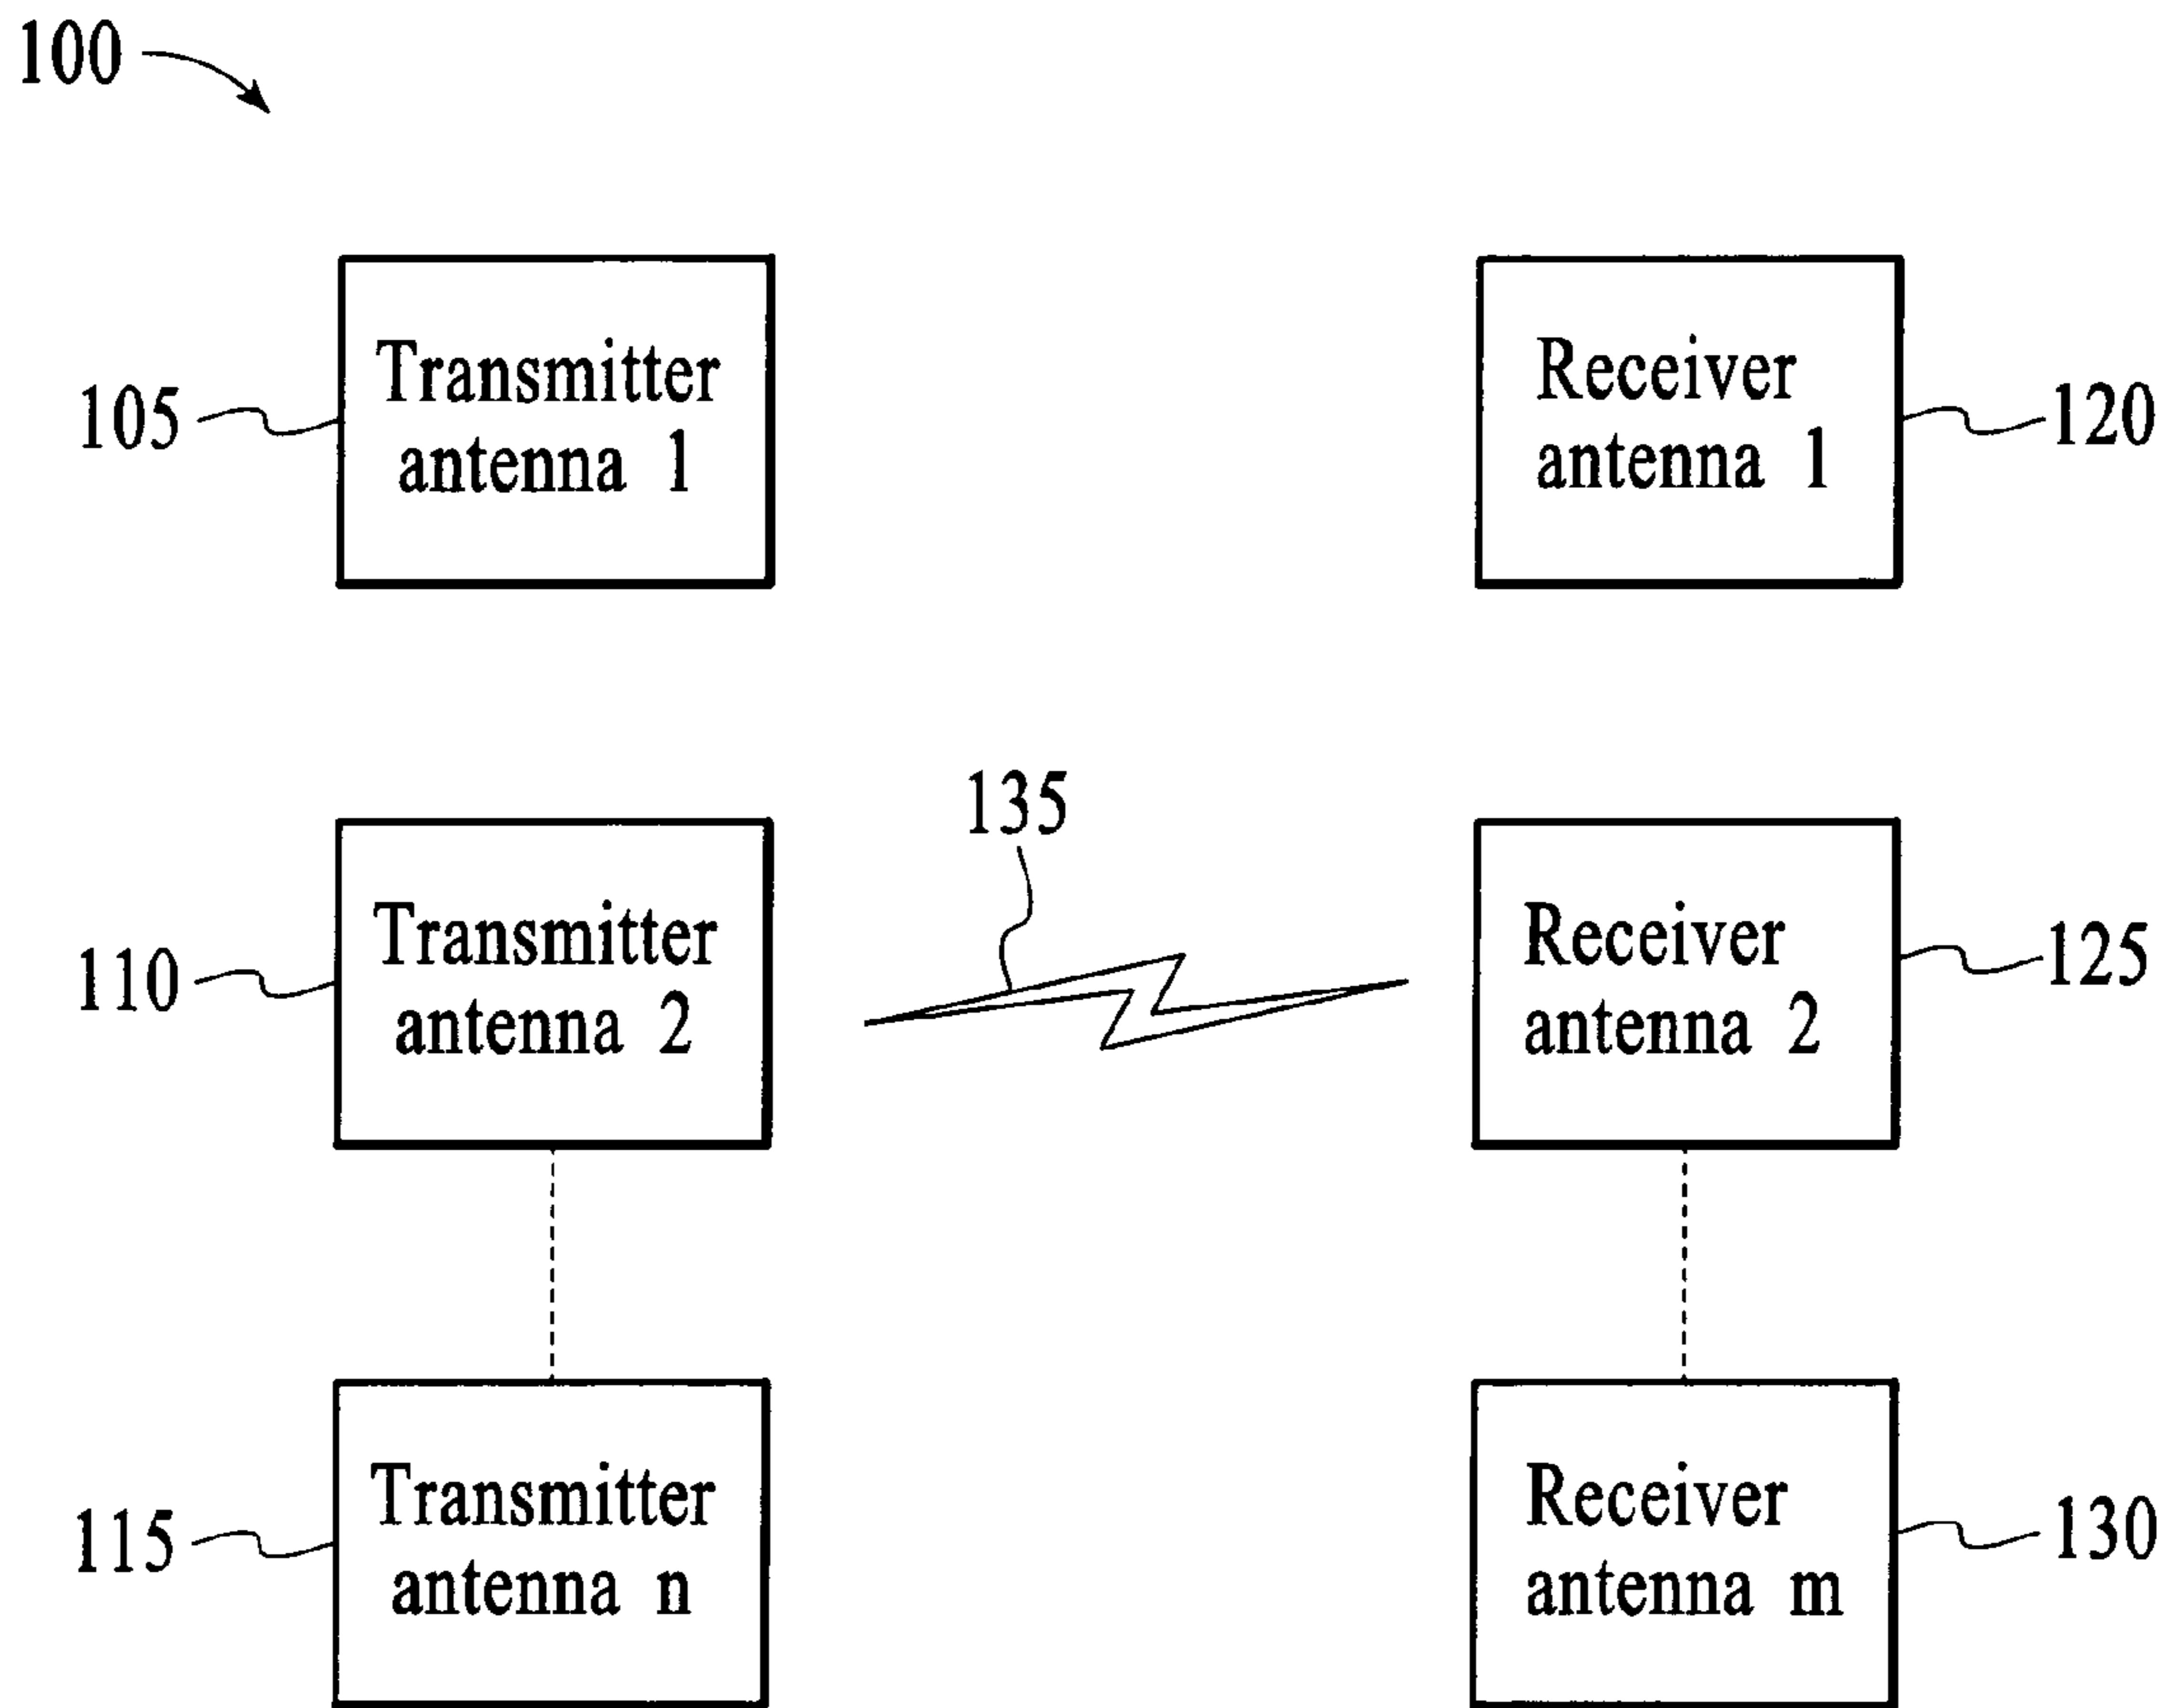 100
105
Transmitter
antenna 1
Receiver
antenna 1
120
135
110
Transmitter
antenna 2
Receiver
antenna 2
125
115
Transmitter
antenna n
Receiver
antenna m
130